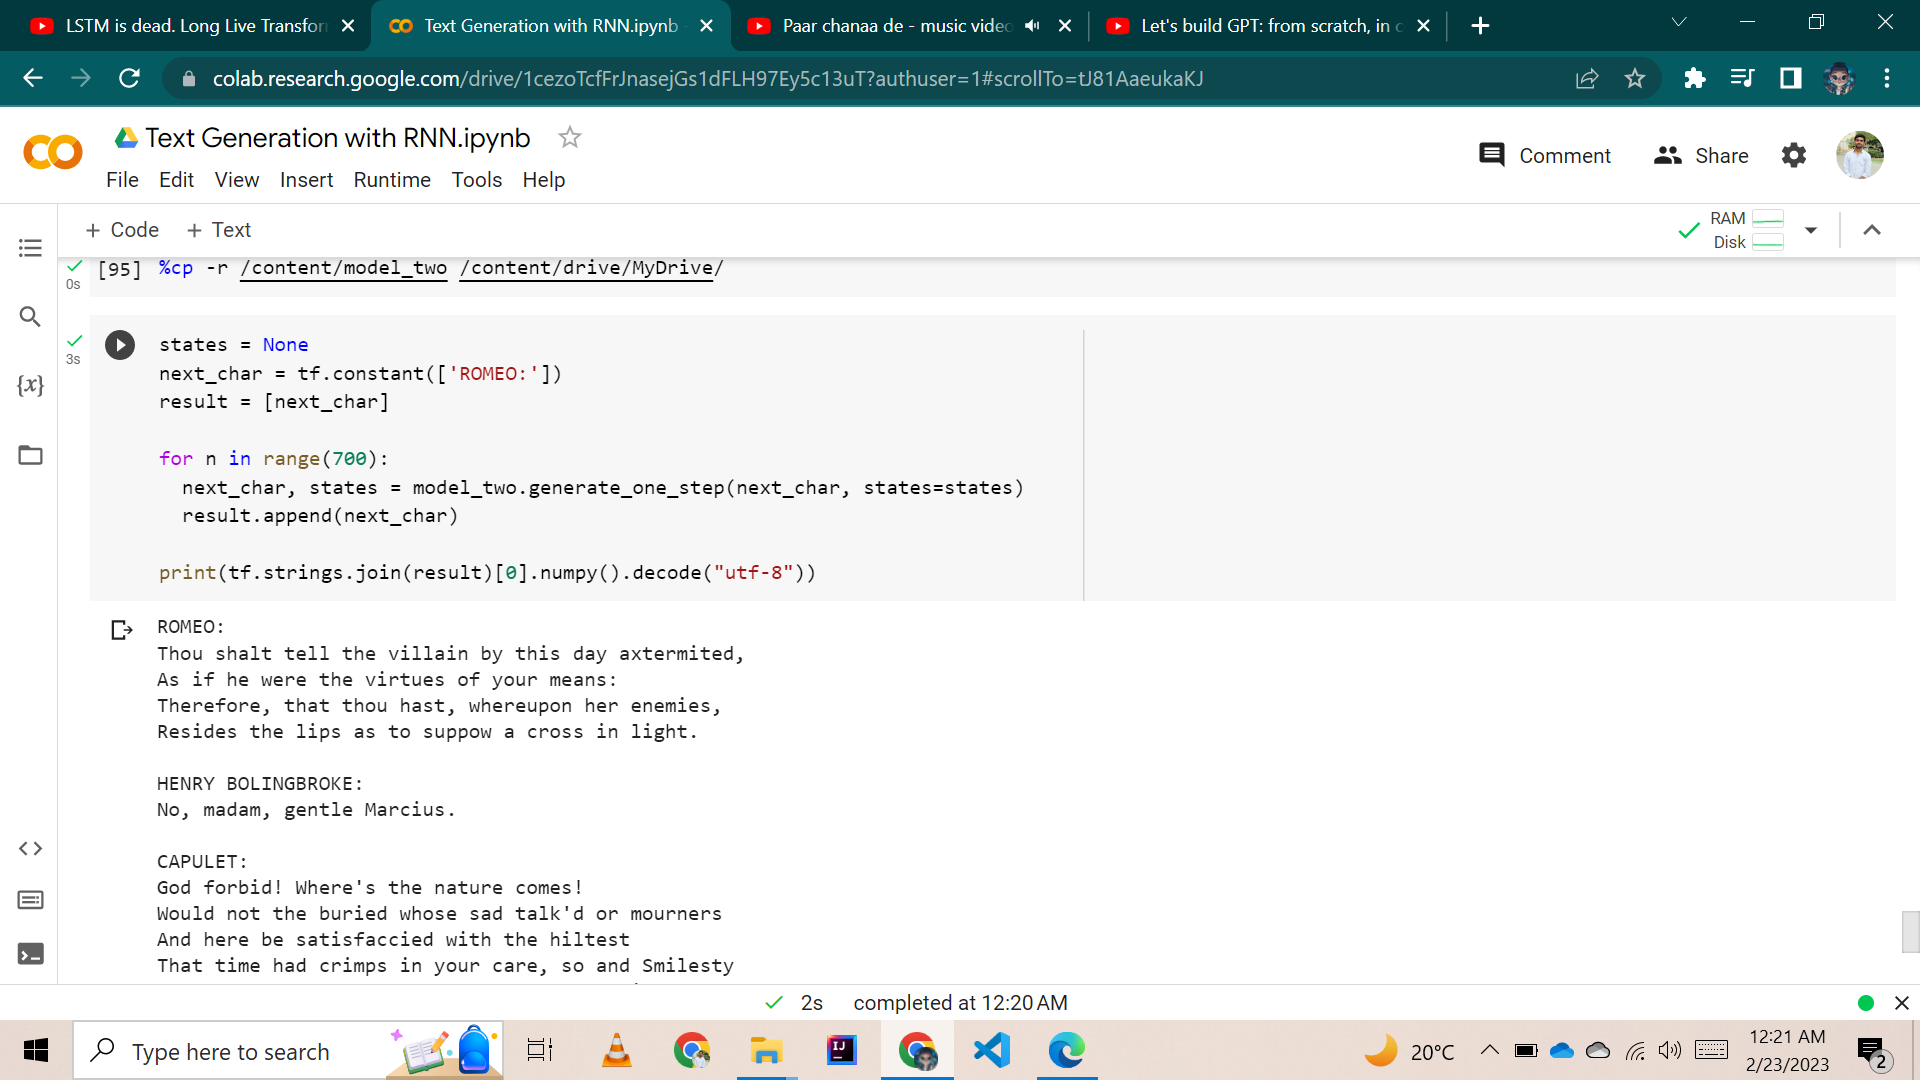 LSTM is dead. Long Live Transfor
Text Generation with RNN.ipynb -
Paar chanaa de - music video
Let's build GPT: from scratch, in c
colab.research.google.com/drive/1cezoTcfFrJnasejGs1dFLH97Ey5c13uT?authuser=1#scrollTo=tJ81AaeukaKJ
CO
Text Generation with RNN.ipynb
Comment
Share
File Edit View Insert Runtime Tools Help
+ Code + Text
RAM
Disk
[95] %cp -r /content/model_two /content/drive/MyDrive/
0s
3s
{x}
states = None
next_char = tf.constant(['ROMEO:'])
result = [next_char]
for n in range(700):
next_char, states = model_two.generate_one_step(next_char, states=states)
result.append(next_char)
print(tf.strings.join(result)[0].numpy().decode("utf-8"))
ROMEO:
Thou shalt tell the villain by this day axtermited,
As if he were the virtues of your means:
Therefore, that thou hast, whereupon her enemies,
Resides the lips as to suppow a cross in light.
HENRY BOLINGBROKE:
No, madam, gentle Marcius.
CAPULET:
God forbid! Where's the nature comes!
Would not the buried whose sad talk'd or mourners
And here be satisfaccied with the hiltest
That time had crimps in your care, so and Smilesty
2s completed at 12:20 AM
Type here to search
IJ
20°C
12:21 AM
2/23/2023
2